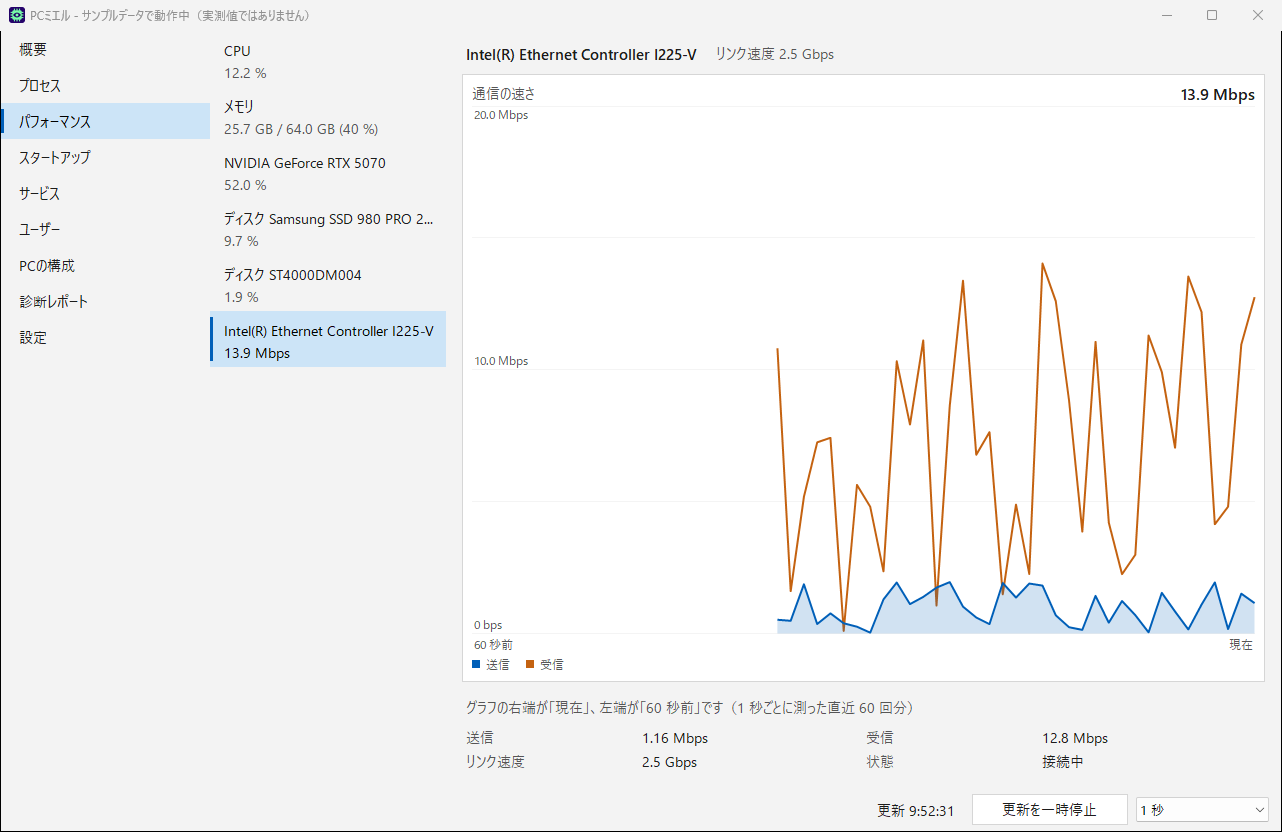 PCミエル - サンプルデータで動作中（実測値ではありません）
概要
プロセス
パフォーマンス
スタートアップ
サービス
ユーザー
PCの構成
診断レポート
設定
CPU
12.2 %
メモリ
25.7 GB / 64.0 GB (40 %)
NVIDIA GeForce RTX 5070
52.0 %
ディスク Samsung SSD 980 PRO 2...
9.7 %
ディスク ST4000DM004
1.9 %
Intel(R) Ethernet Controller I225-V
13.9 Mbps
Intel(R) Ethernet Controller I225-V リンク速度 2.5 Gbps
通信の速さ 13.9 Mbps
20.0 Mbps
10.0 Mbps
0 bps
60 秒前 現在
送信 受信
グラフの右端が「現在」、左端が「60 秒前」です（1 秒ごとに測った直近 60 回分）
送信 1.16 Mbps 受信 12.8 Mbps
リンク速度 2.5 Gbps 状態 接続中
更新 9:52:31 更新を一時停止 1 秒